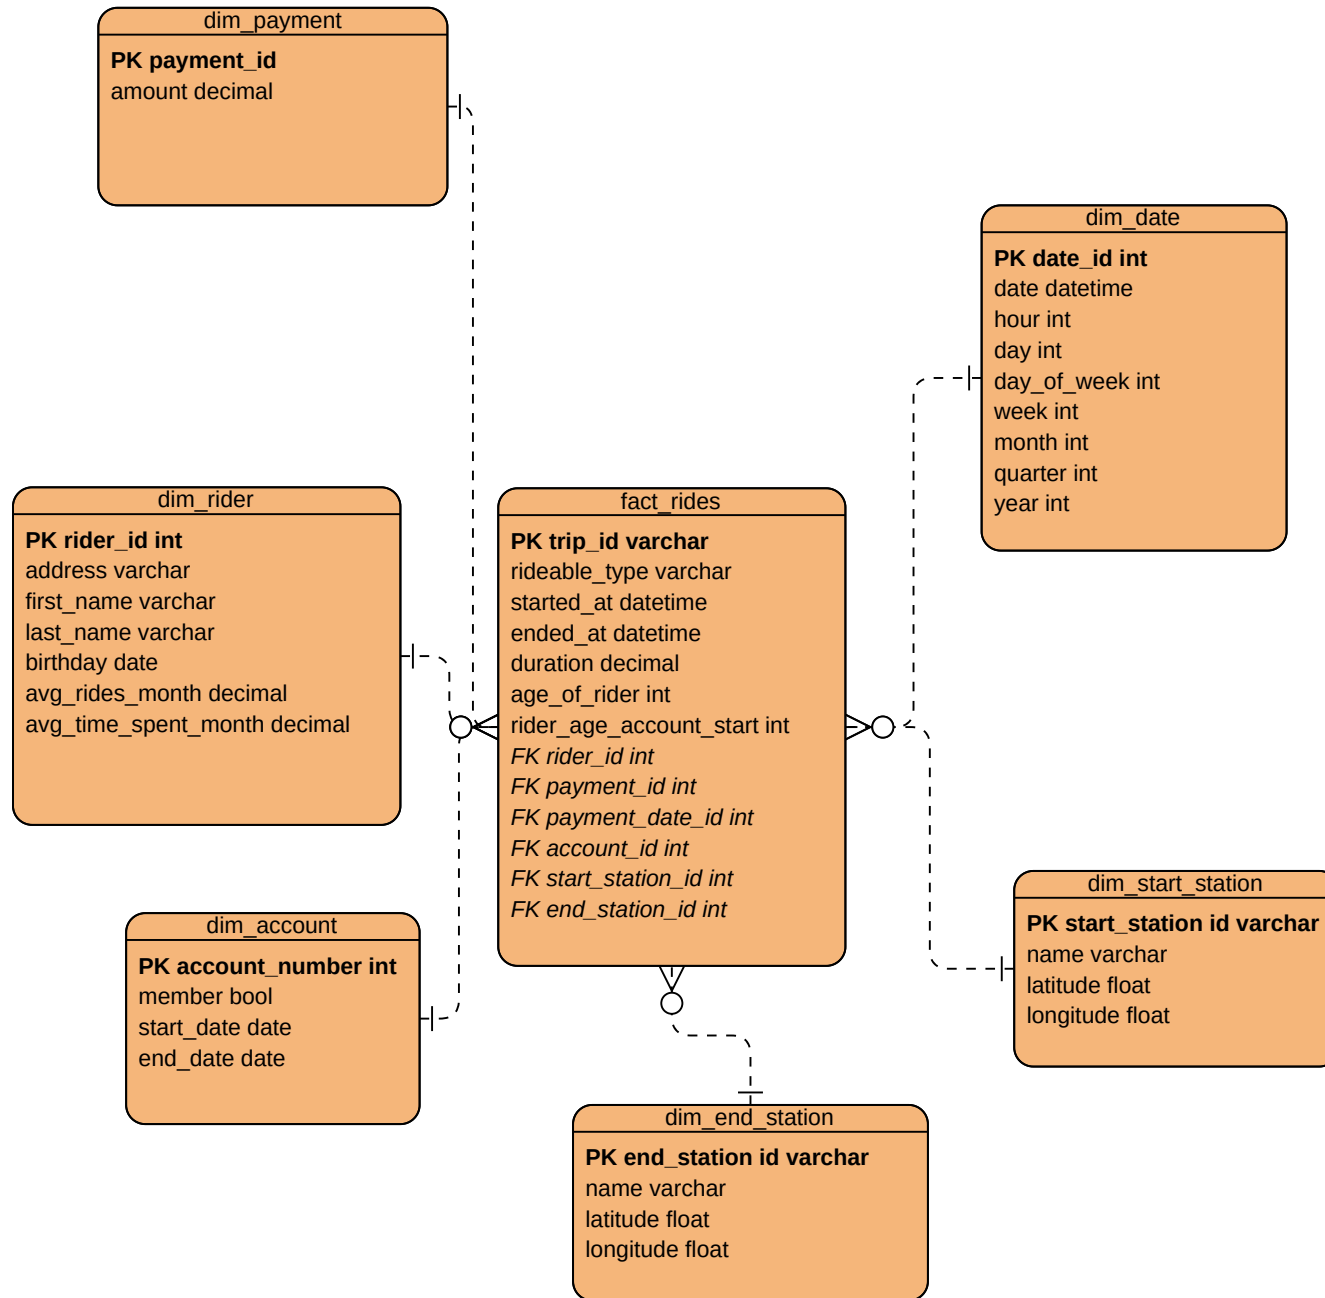 dim_payment
PK payment_id
amount decimal
dim_date
PK date_id int
date datetime
hour int
day int
day_of_week int
week int
month int
quarter int
year int
dim_rider
PK rider_id int
address varchar
first_name varchar
last_name varchar
birthday date
avg_rides_month decimal
avg_time_spent_month decimal
fact_rides
PK trip_id varchar
rideable_type varchar
started_at datetime
ended_at datetime
duration decimal
age_of_rider int
rider_age_account_start int
FK rider_id int
FK payment_id int
FK payment_date_id int
FK account_id int
FK start_station_id int
FK end_station_id int
dim_start_station
PK start_station id varchar
name varchar
latitude float
longitude float
dim_account
PK account_number int
member bool
start_date date
end_date date
dim_end_station
PK end_station id varchar
name varchar
latitude float
longitude float